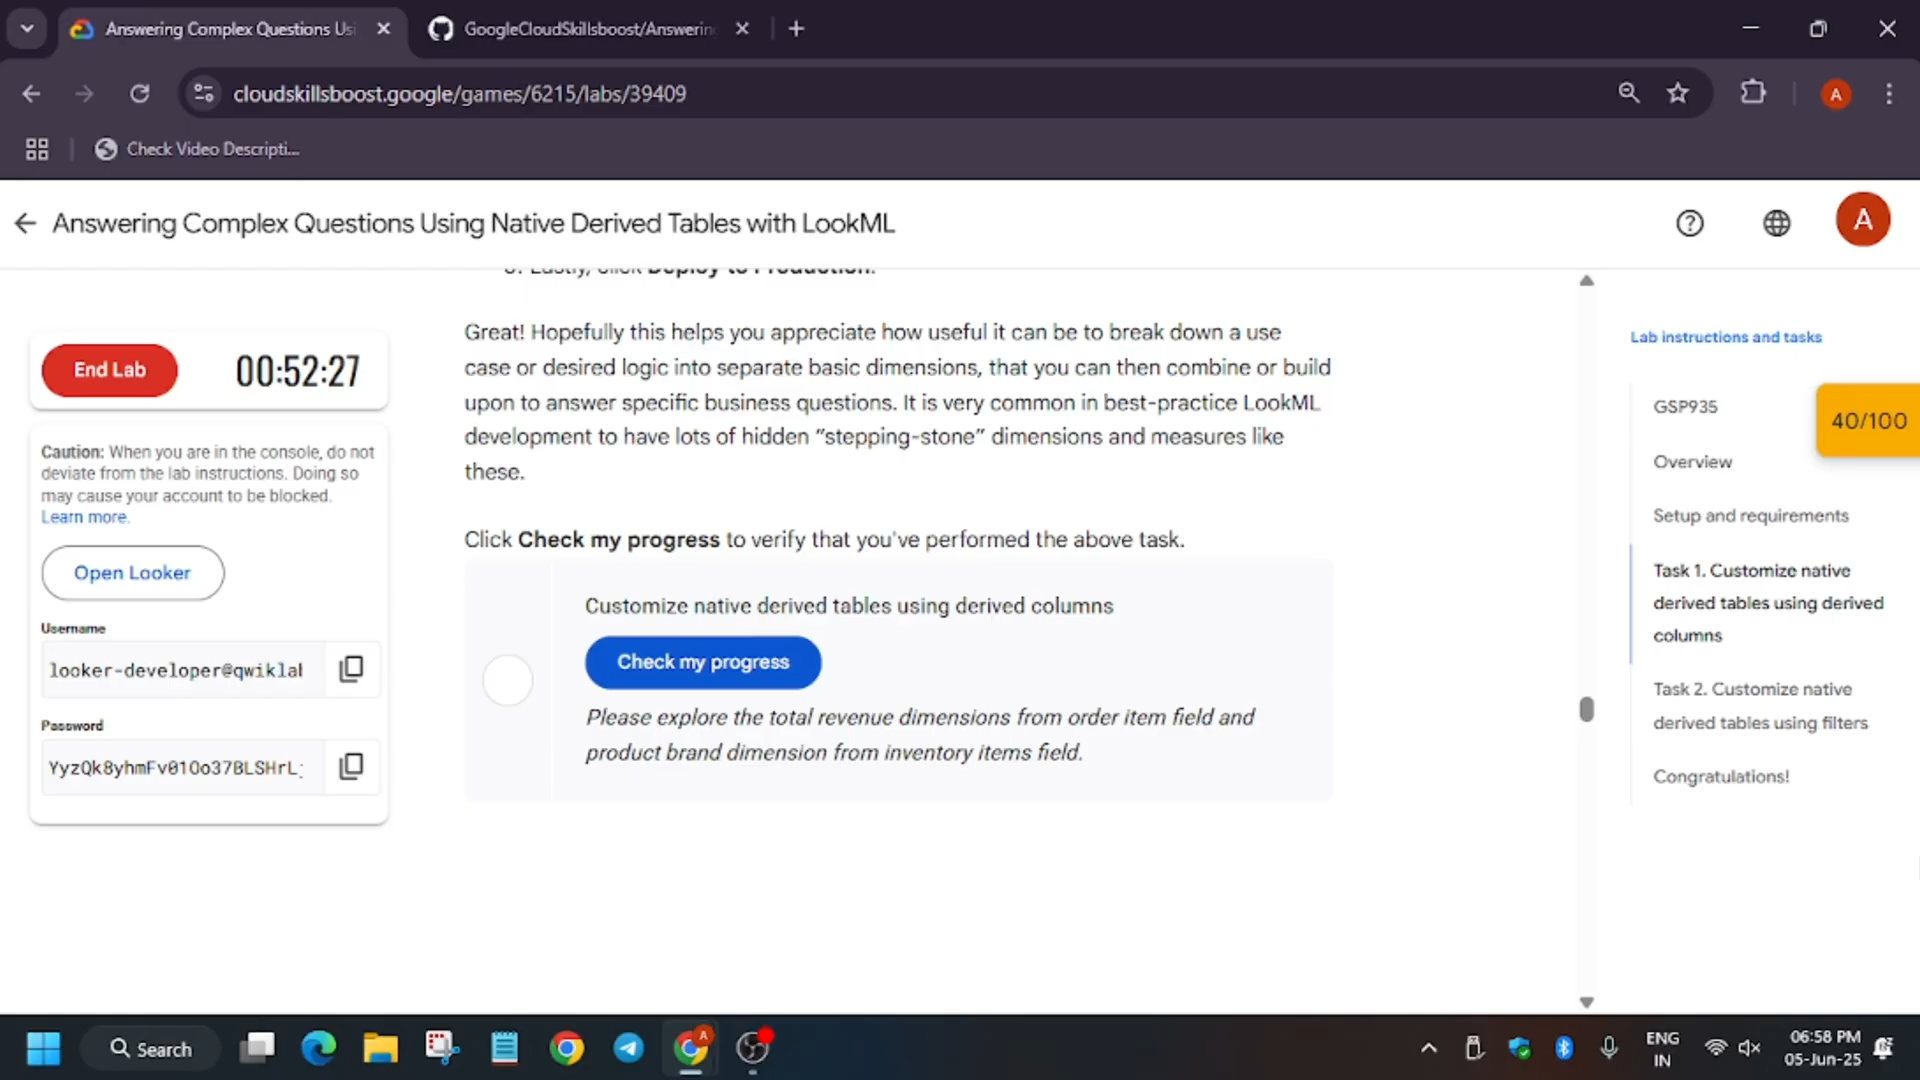 Answering Complex Questions Usi
GoogleCloudSkillsboost/Answering
cloudskillsboost.google/games/6215/labs/39409
A
Check Video Descripti...
Answering Complex Questions Using Native Derived Tables with LookML
A
Lastly, click Deploy to Production.
End Lab
00:52:27
Caution: When you are in the console, do not
deviate from the lab instructions. Doing so
may cause your account to be blocked.
Learn more.
Open Looker
Username
looker-developer@qwiklab
Password
YyzQk8yhmFv01Oo37BLSHrL
Great! Hopefully this helps you appreciate how useful it can be to break down a use
case or desired logic into separate basic dimensions, that you can then combine or build
upon to answer specific business questions. It is very common in best-practice LookML
development to have lots of hidden “stepping-stone” dimensions and measures like
these.
Click Check my progress to verify that you've performed the above task.
Customize native derived tables using derived columns
Check my progress
Please explore the total revenue dimensions from order item field and
product brand dimension from inventory items field.
Lab instructions and tasks
GSP935
40/100
Overview
Setup and requirements
Task 1. Customize native
derived tables using derived
columns
Task 2. Customize native
derived tables using filters
Congratulations!
Search
A
ENG
IN
06:58 PM
05-Jun-25